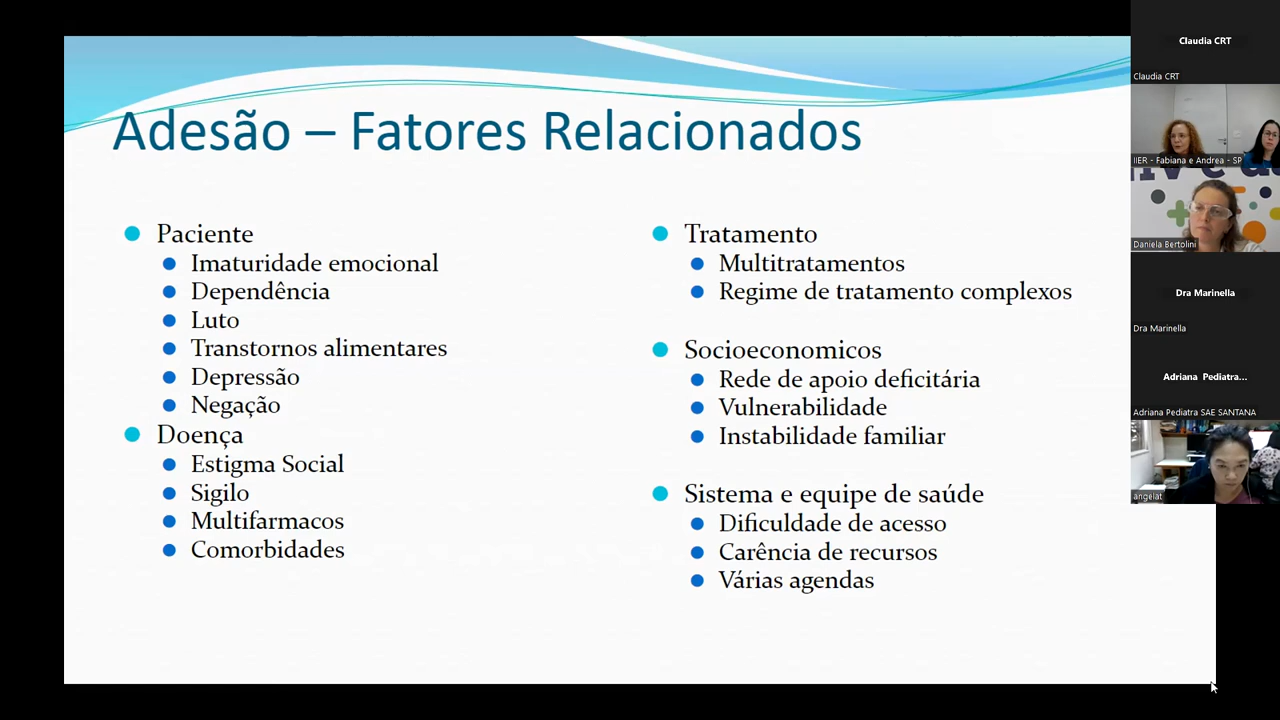 Adesão – Fatores Relacionados
Paciente
Imaturidade emocional
Dependência
Luto
Transtornos alimentares
Depressão
Negação
Doença
Estigma Social
Sigilo
Multifarmacos
Comorbidades
Tratamento
Multitratamentos
Regime de tratamento complexos
Socioeconomicos
Rede de apoio deficitária
Vulnerabilidade
Instabilidade familiar
Sistema e equipe de saúde
Dificuldade de acesso
Carência de recursos
Várias agendas
Claudia CRT
Claudia CRT
IIER - Fabiana e Andrea - SP
Daniela Bertolini
Dra Marinella
Dra Marinella
Adriana Pediatra...
Adriana Pediatra SAE SANTANA
angelat